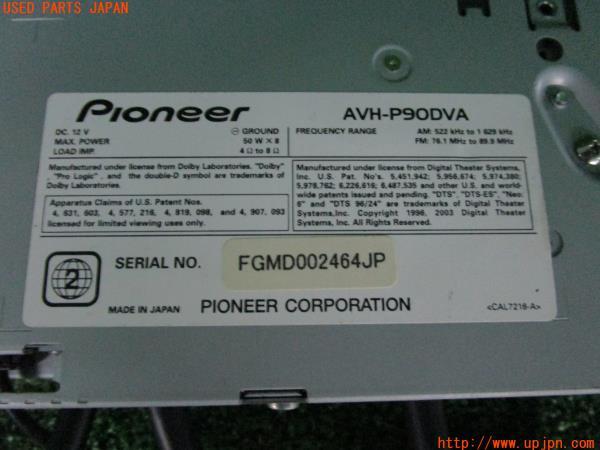 USED PARTS JAPAN
Pioneer
AVH-P90DVA
DC. 12 V ⊖ GROUND
MAX. POWER 50 W × 8
LOAD IMP. 4 Ω to 8 Ω
FREQUENCY RANGE AM: 522 kHz to 1 629 kHz
FM: 76.1 MHz to 89.9 MHz
Manufactured under license from Dolby Laboratories. "Dolby"
"Pro Logic", and the double-D symbol are trademarks of
Dolby Laboratories.
Apparatus Claims of U.S. Patent Nos.
4, 631, 603, 4, 577, 216, 4, 819, 098, and 4, 907, 093
licensed for limited viewing uses only.
Manufactured under license from Digital Theater Systems,
Inc. U.S. Pat. No's. 5,451,942; 5,956,674; 5,974,380;
5,978,762; 6,226,616; 6,487,535 and other U.S. and world-
wide patents issued and pending. "DTS", "DTS-ES", "Neo:
6" and "DTS 96/24" are trademarks of Digital Theater
Systems,Inc. Copyright 1996, 2003 Digital Theater
Systems,Inc. All Rights Reserved.
2
SERIAL NO. FGMD002464JP
MADE IN JAPAN PIONEER CORPORATION <CAL7216-A>
http://www.upjpn.com/